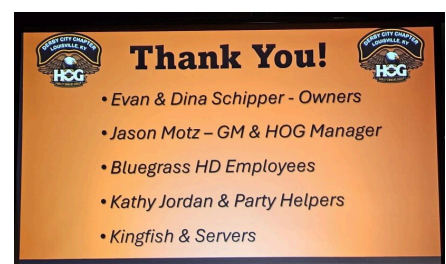 DERBY CITY CHAPTER
LOUISVILLE, KY
HOG
Thank You!
DERBY CITY CHAPTER
LOUISVILLE, KY
HOG
• Evan & Dina Schipper - Owners
• Jason Motz – GM & HOG Manager
• Bluegrass HD Employees
• Kathy Jordan & Party Helpers
• Kingfish & Servers